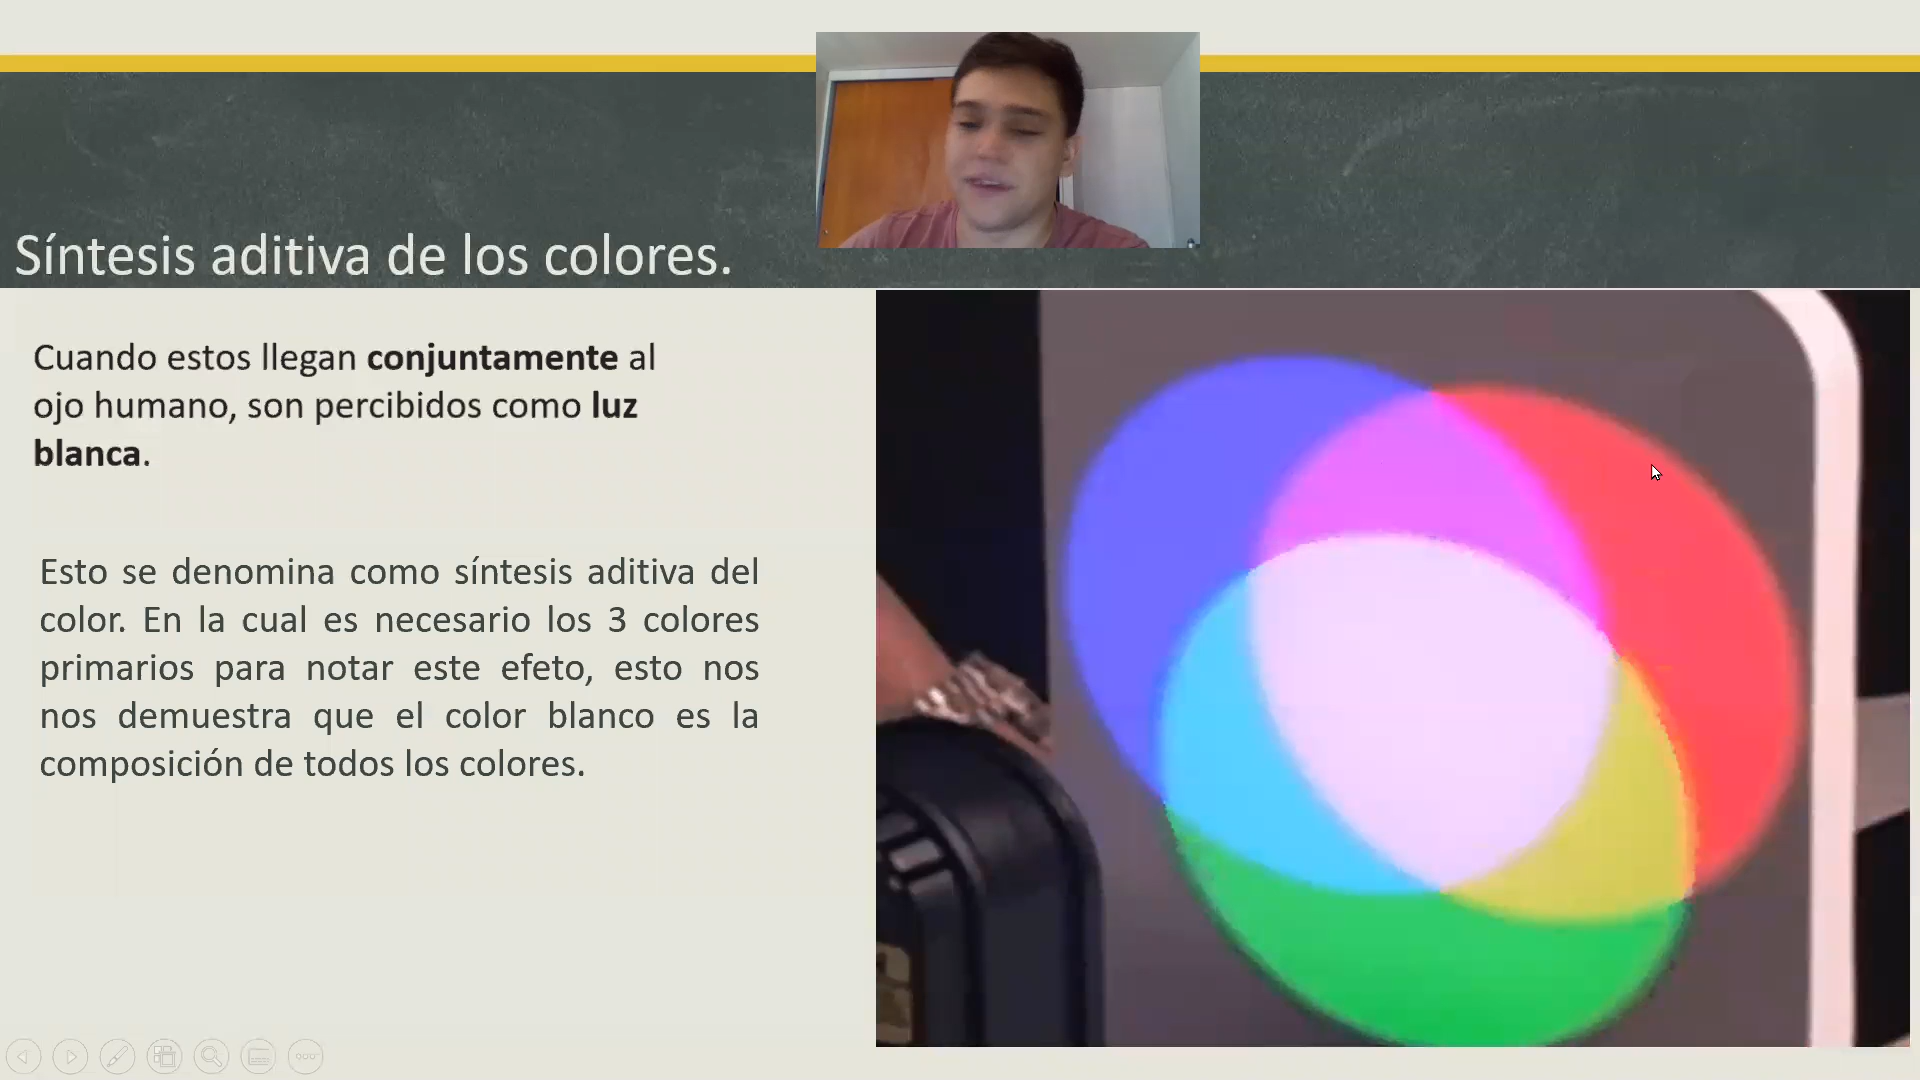 Síntesis aditiva de los colores.
Cuando estos llegan conjuntamente al
ojo humano, son percibidos como luz
blanca.
Esto se denomina como síntesis aditiva del
color. En la cual es necesario los 3 colores
primarios para notar este efeto, esto nos
nos demuestra que el color blanco es la
composición de todos los colores.